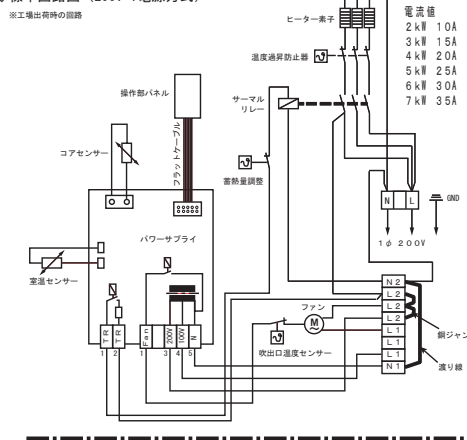 ※工場出荷時の回路
ヒーター素子
電流値
2kW 10A
3kW 15A
4kW 20A
5kW 25A
6kW 30A
7kW 35A
温度過昇防止器
操作部パネル
サーマル
リレー
フラットケーブル
コアセンサー
蓄熱量調整
N L
GND
1φ 200V
パワーサプライ
室温センサー
N2
L2
L2
L2
L1
L1
L1
N1
ファン
M
銅ジャン
吹出口温度センサー
渡り線
TR TR Fan 200V 100V N
1 2 1 3 4 5